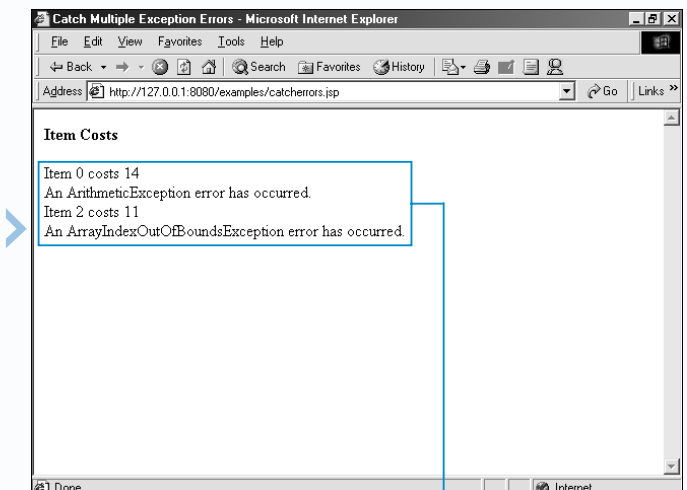 Catch Multiple Exception Errors - Microsoft Internet Explorer
File Edit View Favorites Tools Help
Back Search Favorites History
Address http://127.0.0.1:8080/examples/catcherrors.jsp Go Links »
Item Costs
Item 0 costs 14
An ArithmeticException error has occurred.
Item 2 costs 11
An ArrayIndexOutOfBoundsException error has occurred.
Done Internet